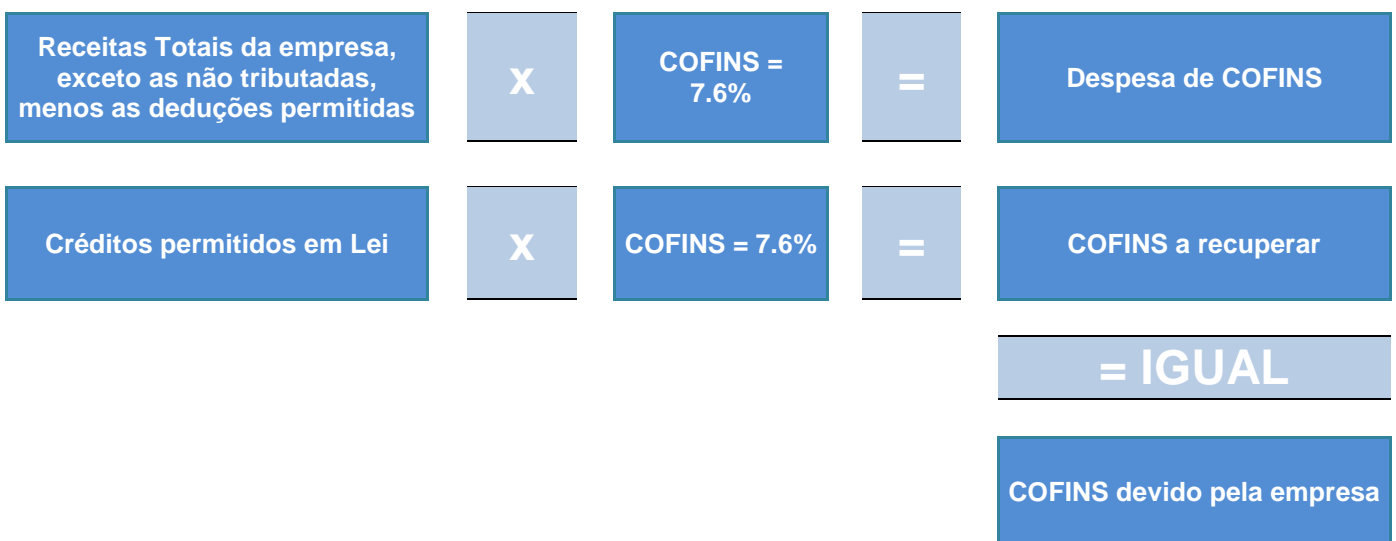 Receitas Totais da empresa,
exceto as não tributadas,
menos as deduções permitidas
x
COFINS =
7.6%
=
Despesa de COFINS
Créditos permitidos em Lei
x
COFINS = 7.6%
=
COFINS a recuperar
= IGUAL
COFINS devido pela empresa